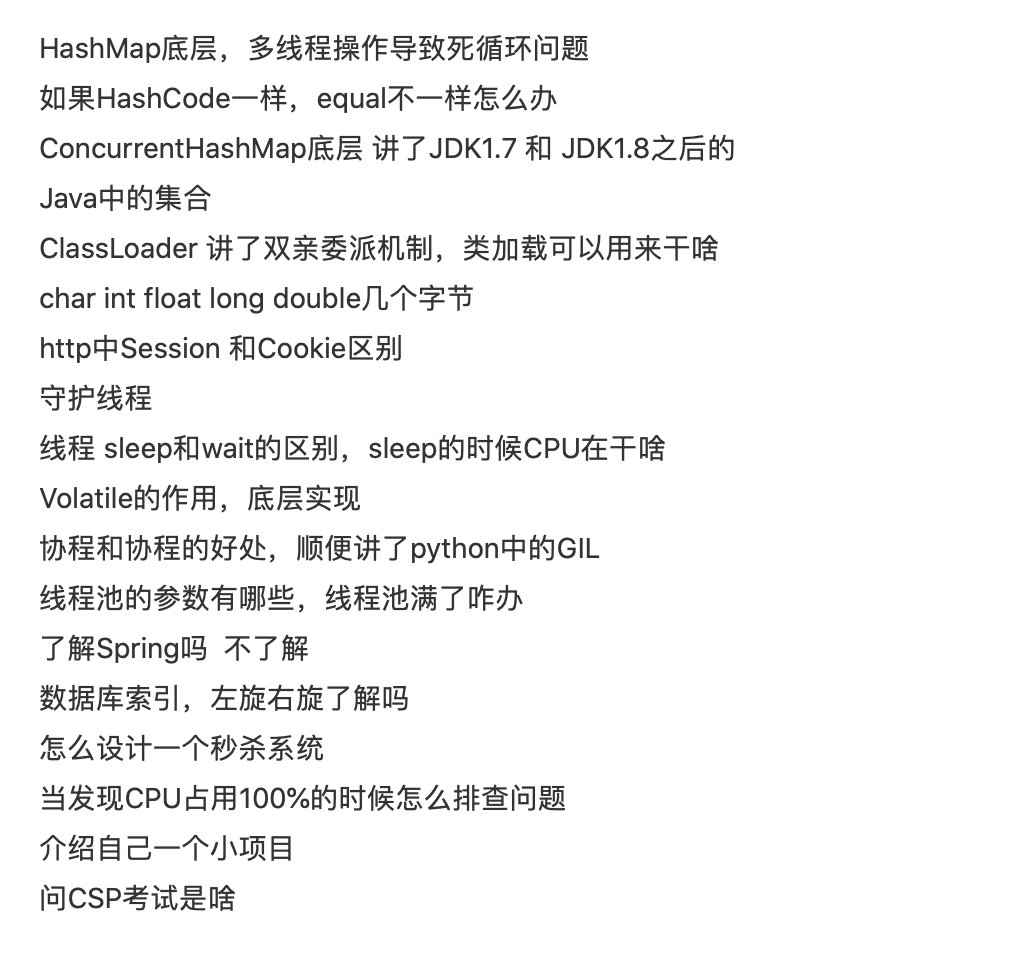 HashMap底层，多线程操作导致死循环问题
如果HashCode一样，equal不一样怎么办
ConcurrentHashMap底层 讲了JDK1.7 和 JDK1.8之后的
Java中的集合
ClassLoader 讲了双亲委派机制，类加载可以用来干啥
char int float long double几个字节
http中Session 和Cookie区别
守护线程
线程 sleep和wait的区别，sleep的时候CPU在干啥
Volatile的作用，底层实现
协程和协程的好处，顺便讲了python中的GIL
线程池的参数有哪些，线程池满了咋办
了解Spring吗  不了解
数据库索引，左旋右旋了解吗
怎么设计一个秒杀系统
当发现CPU占用100%的时候怎么排查问题
介绍自己一个小项目
问CSP考试是啥